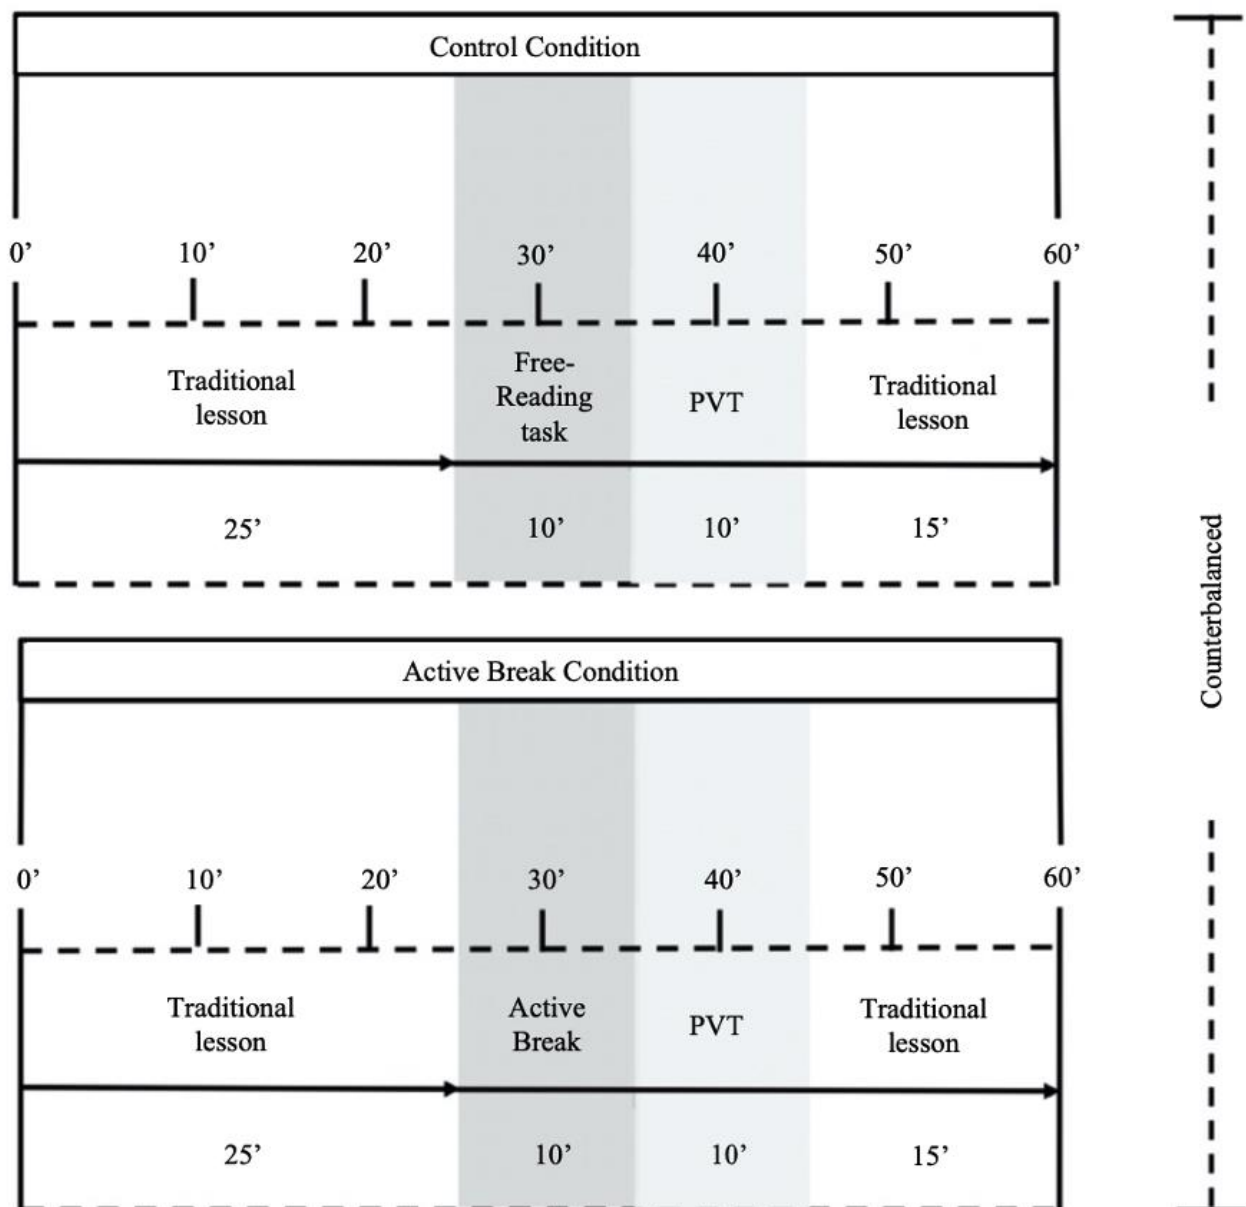 Control Condition
0’ 10’ 20’ 30’ 40’ 50’ 60’
Traditional
lesson
Free-
Reading
task
PVT
Traditional
lesson
25’ 10’ 10’ 15’
Active Break Condition
0’ 10’ 20’ 30’ 40’ 50’ 60’
Traditional
lesson
Active
Break
PVT
Traditional
lesson
25’ 10’ 10’ 15’
Counterbalanced